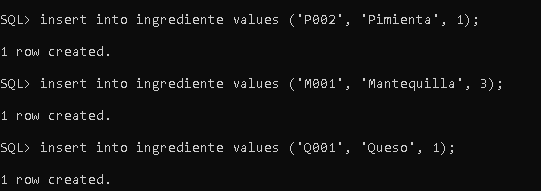 SQL> insert into ingrediente values ('P002', 'Pimienta', 1);
1 row created.
SQL> insert into ingrediente values ('M001', 'Mantequilla', 3);
1 row created.
SQL> insert into ingrediente values ('Q001', 'Queso', 1);
1 row created.